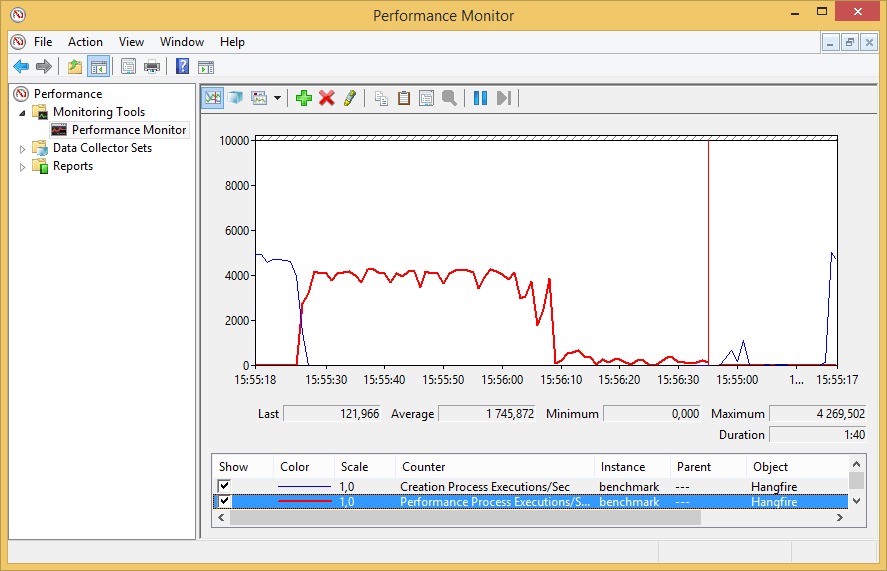 Performance Monitor
File Action View Window Help
Performance
Monitoring Tools
Performance Monitor
Data Collector Sets
Reports
10000
8000
6000
4000
2000
0
15:55:18 15:55:30 15:55:40 15:55:50 15:56:00 15:56:10 15:56:20 15:56:30 15:55:00 1... 15:55:17
Last 121,966 Average 1 745,872 Minimum 0,000 Maximum 4 269,502
Duration 1:40
Show Color Scale Counter Instance Parent Object
1,0 Creation Process Executions/Sec benchmark --- Hangfire
1,0 Performance Process Executions/S... benchmark --- Hangfire